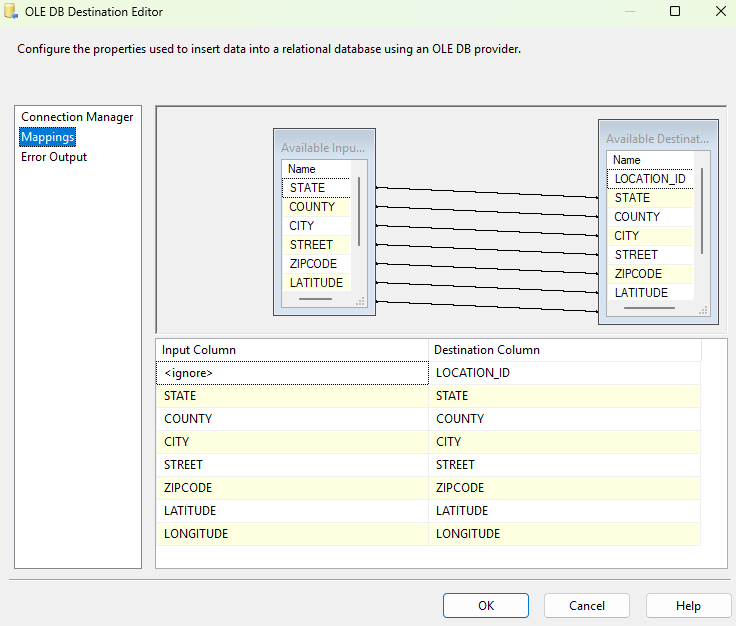 OLE DB Destination Editor
Configure the properties used to insert data into a relational database using an OLE DB provider.
Connection Manager
Mappings
Error Output
Available Inpu...
Name
STATE
COUNTY
CITY
STREET
ZIPCODE
LATITUDE
Available Destinat...
Name
LOCATION_ID
STATE
COUNTY
CITY
STREET
ZIPCODE
LATITUDE
Input Column Destination Column
<ignore> LOCATION_ID
STATE STATE
COUNTY COUNTY
CITY CITY
STREET STREET
ZIPCODE ZIPCODE
LATITUDE LATITUDE
LONGITUDE LONGITUDE
OK Cancel Help